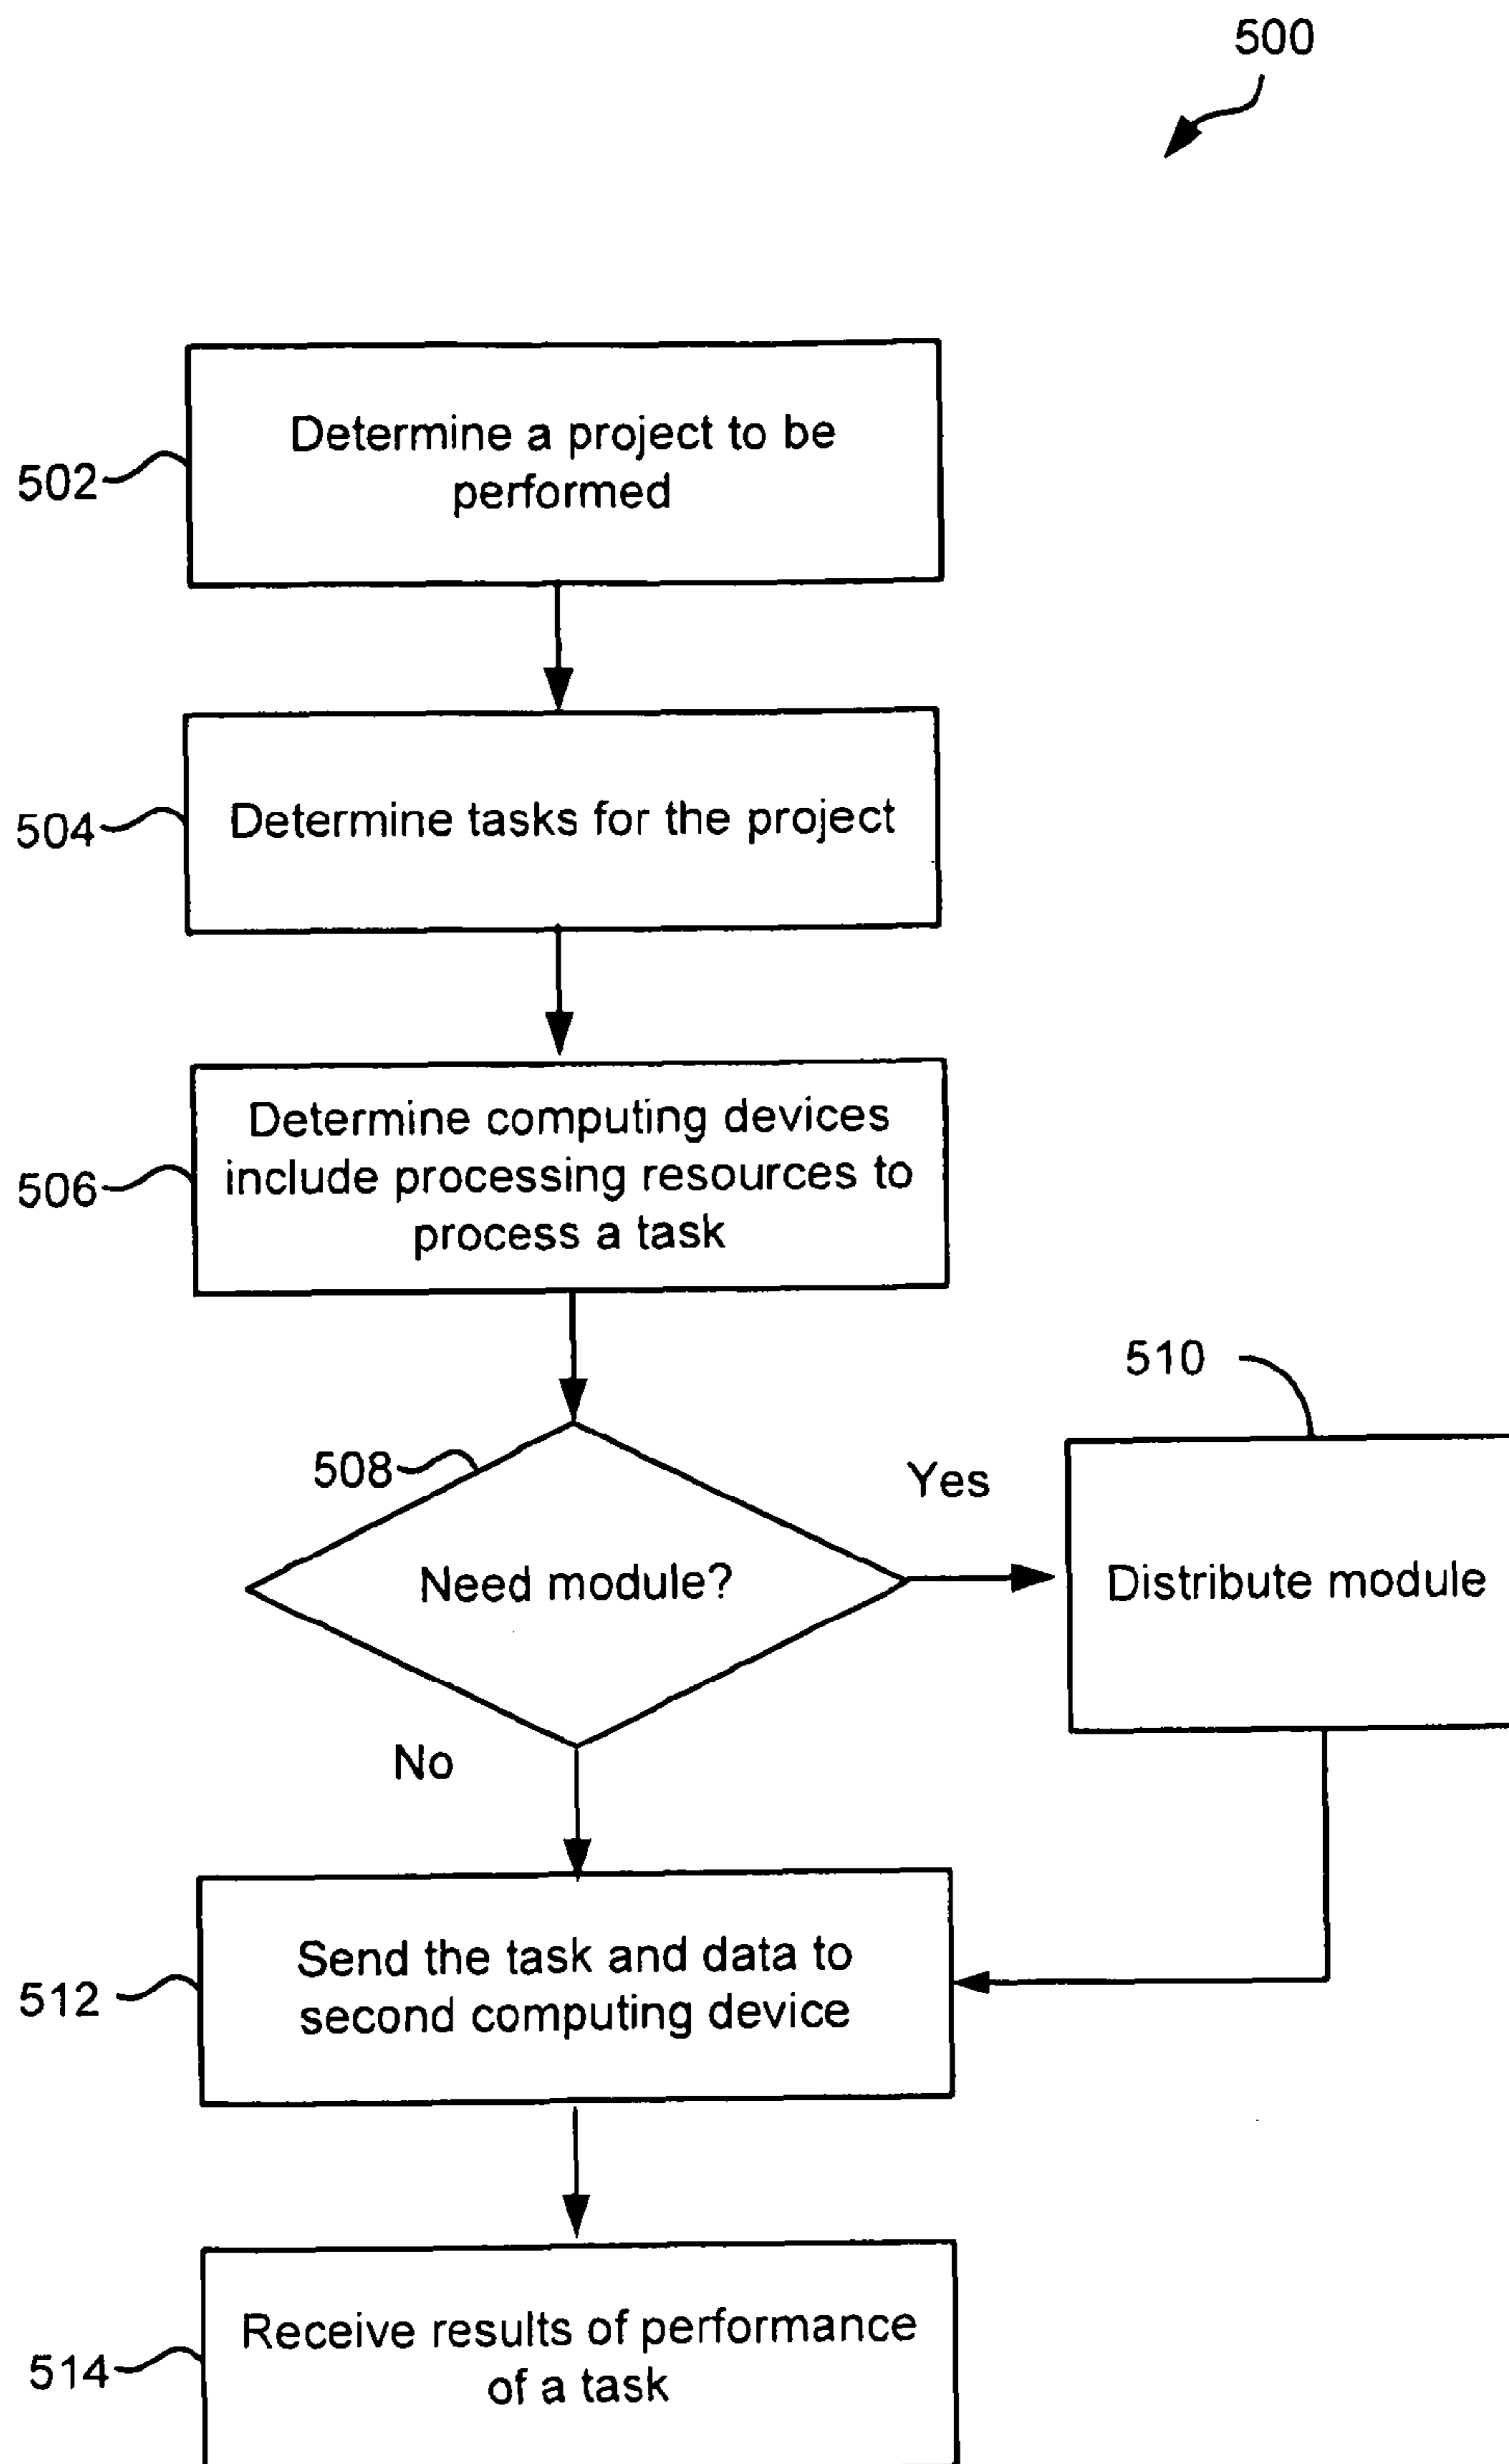 500
Determine a project to be
performed
502
Determine tasks for the project
504
Determine computing devices
include processing resources to
process a task
506
510
508
Yes
Need module?
Distribute module
No
Send the task and data to
second computing device
512
Receive results of performance
of a task
514